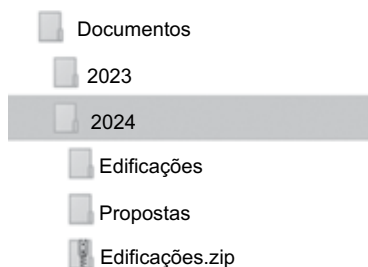 Documentos
2023
2024
Edificações
Propostas
Edificações.zip